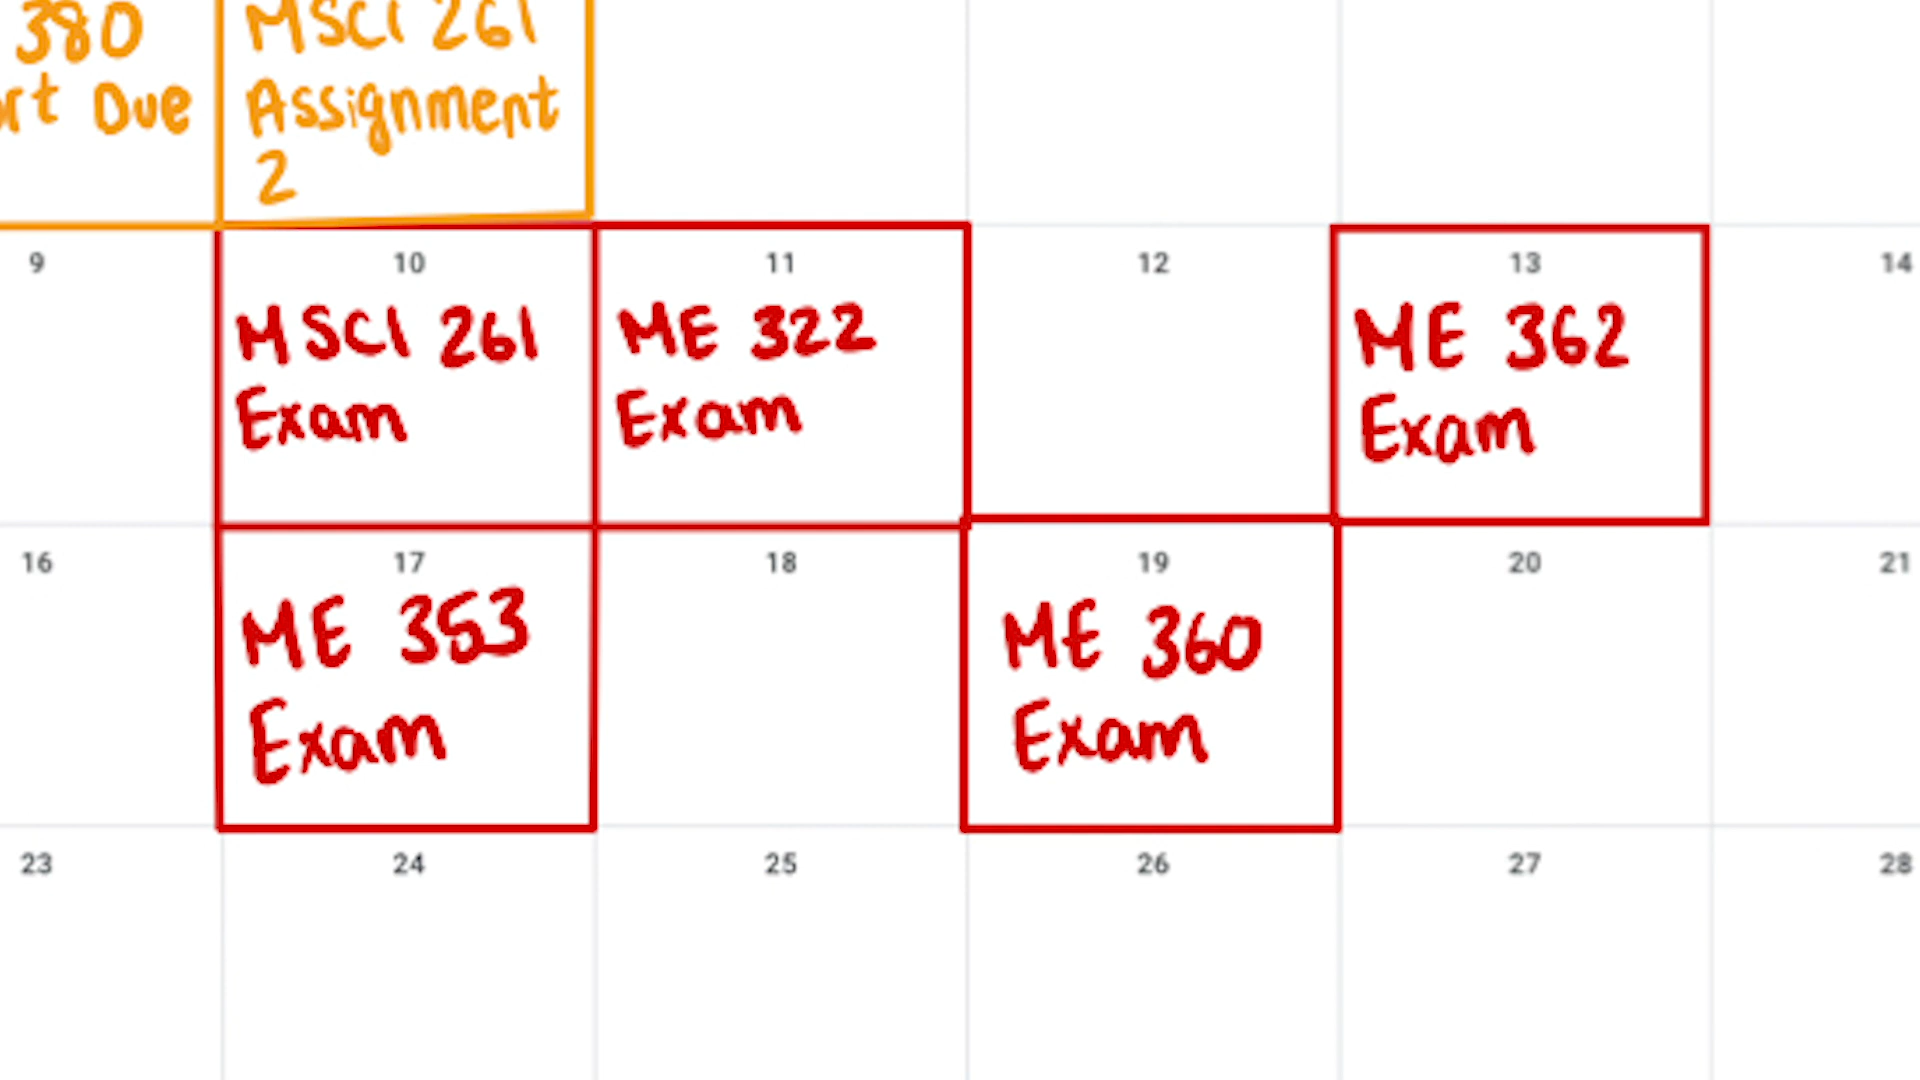 380
MSCI 261
Due
Assignment
2
9
10
11
12
13
14
MSCI 261
Exam
ME 322
Exam
ME 362
Exam
16
17
18
19
20
21
ME 353
Exam
ME 360
Exam
23
24
25
26
27
28